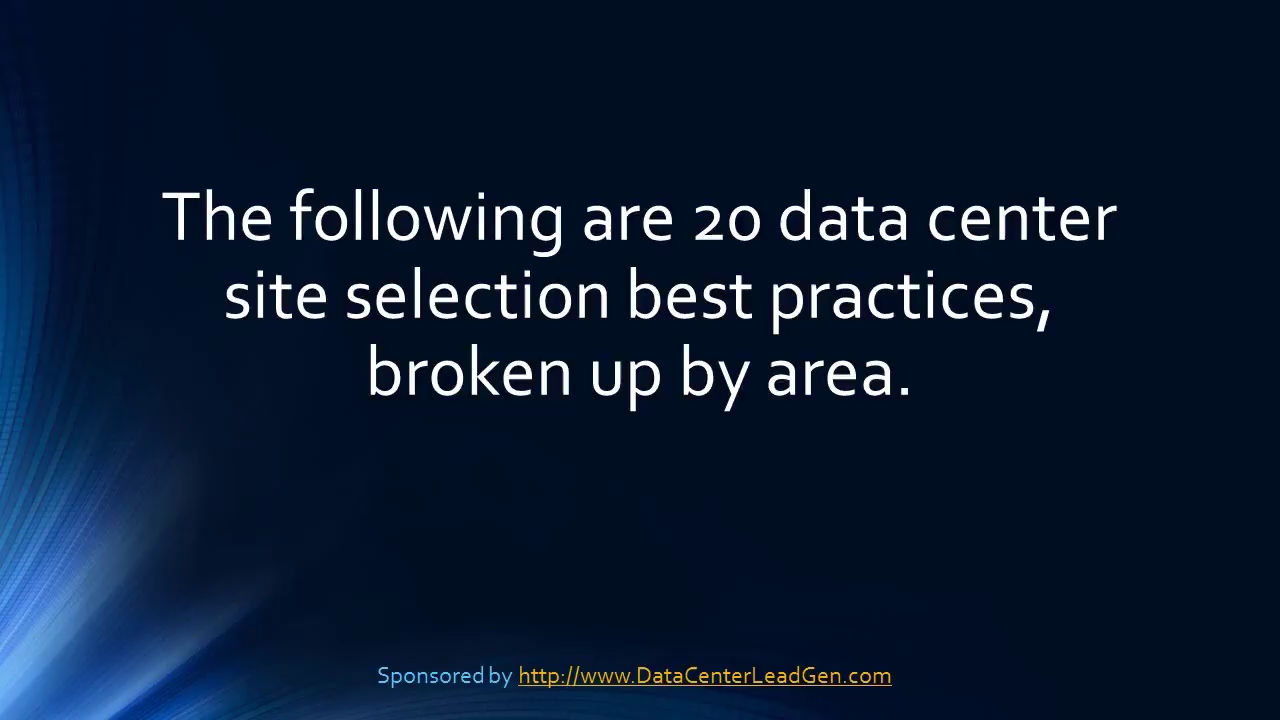 The following are 20 data center
site selection best practices,
broken up by area.
Sponsored by http://www.DataCenterLeadGen.com